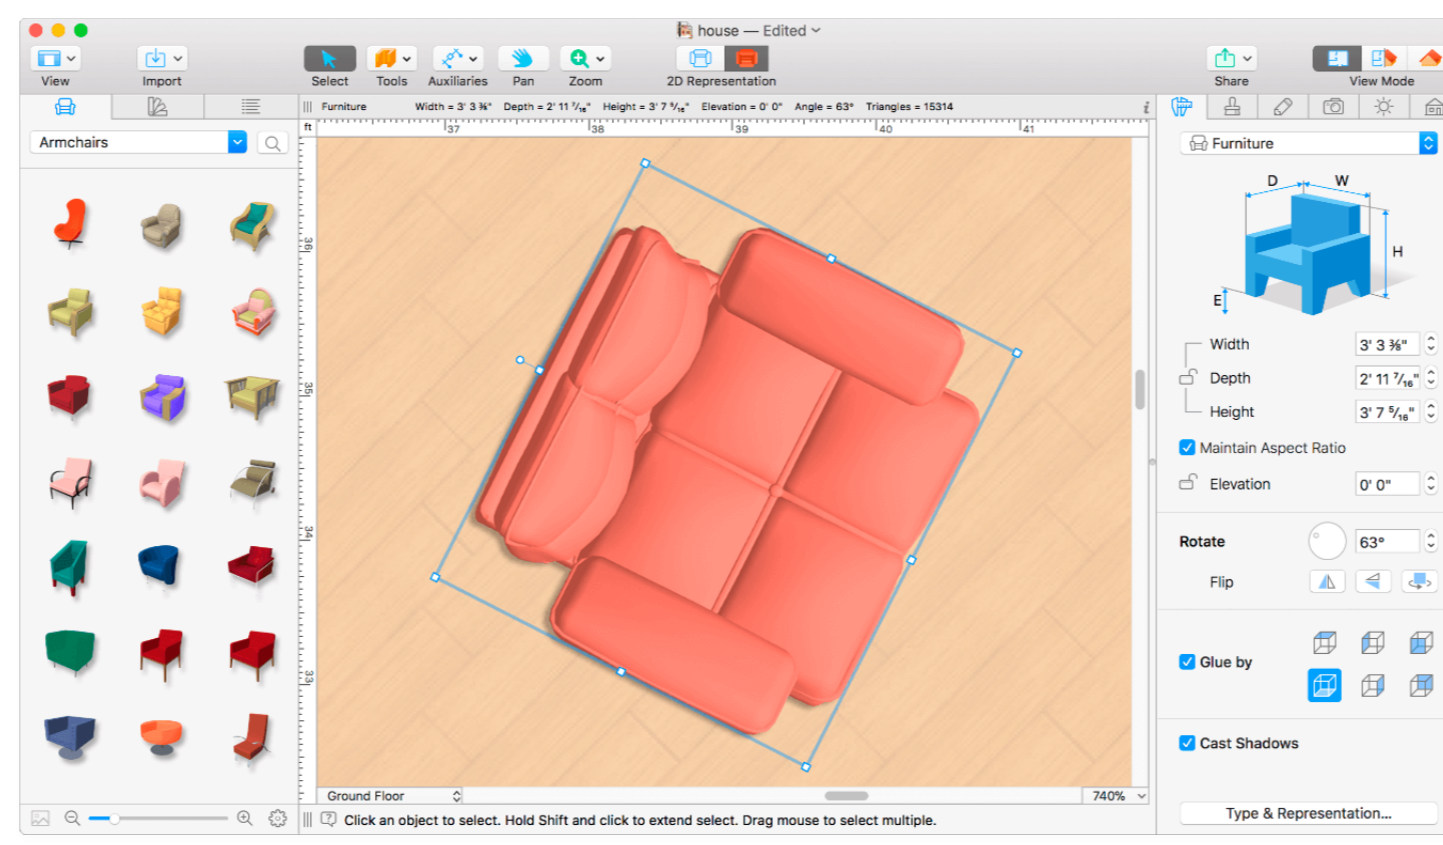 house — Edited
View
Import
Select
Tools
Auxiliaries
Pan
Zoom
2D Representation
Share
View Mode
Furniture Width = 3' 3 ⅜" Depth = 2' 11 ⁷/₁₆" Height = 3' 7 ⁵/₁₆" Elevation = 0' 0" Angle = 63° Triangles = 15314
i
ft
37 38 39 40 41
Armchairs
36
35
34
33
Furniture
D W
H
E
Width 3' 3 ⅜"
Depth 2' 11 ⁷/₁₆"
Height 3' 7 ⁵/₁₆"
Maintain Aspect Ratio
Elevation 0' 0"
Rotate 63°
Flip
Glue by
Cast Shadows
Type & Representation...
Ground Floor
740%
Click an object to select. Hold Shift and click to extend select. Drag mouse to select multiple.